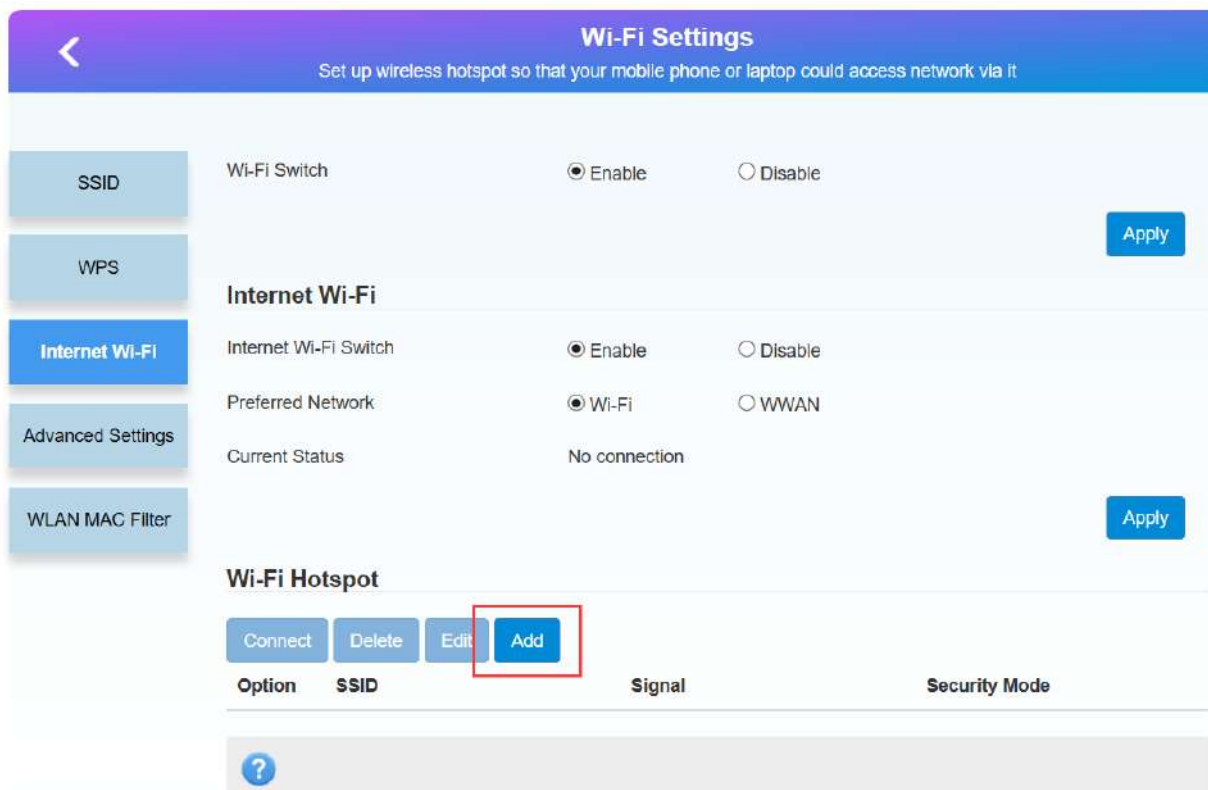 Wi-Fi Settings
Set up wireless hotspot so that your mobile phone or laptop could access network via it
SSID
WPS
Internet Wi-Fi
Advanced Settings
WLAN MAC Filter
Wi-Fi Switch Enable Disable
Apply
Internet Wi-Fi
Internet Wi-Fi Switch Enable Disable
Preferred Network Wi-Fi WWAN
Current Status No connection
Apply
Wi-Fi Hotspot
Connect Delete Edit Add
Option SSID Signal Security Mode
?